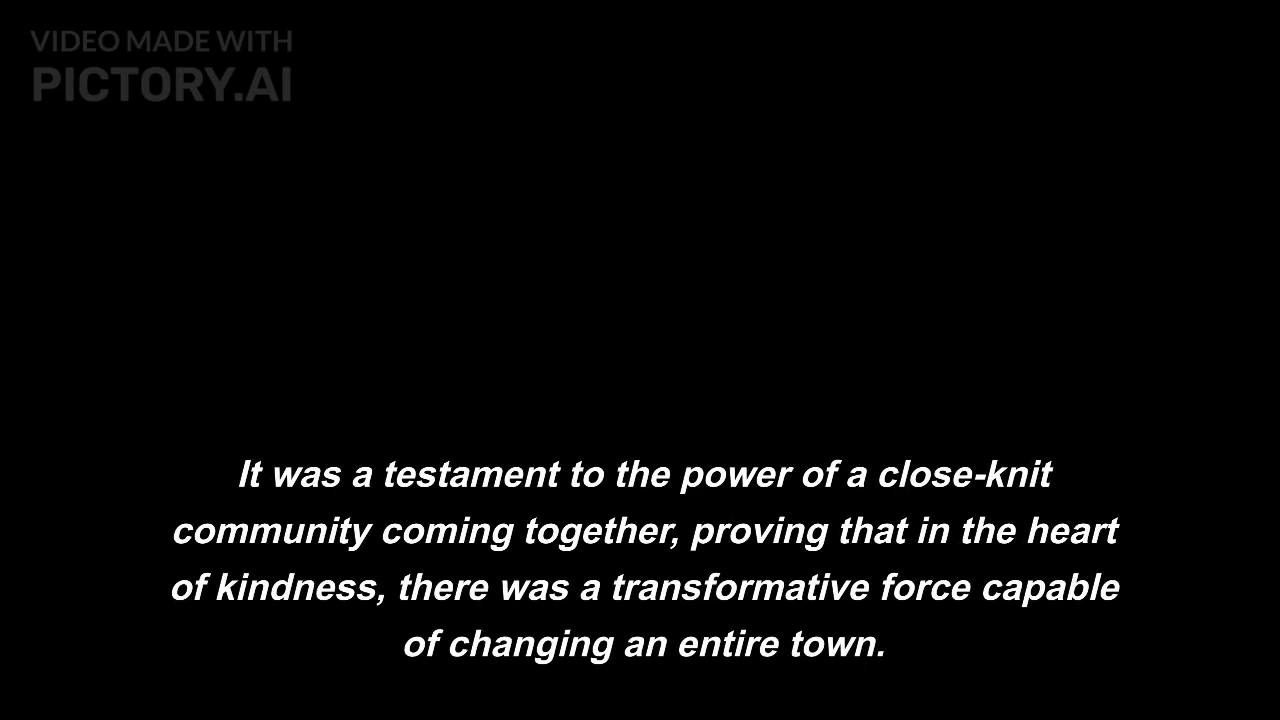 VIDEO MADE WITH
PICTORY.AI
It was a testament to the power of a close-knit
community coming together, proving that in the heart
of kindness, there was a transformative force capable
of changing an entire town.